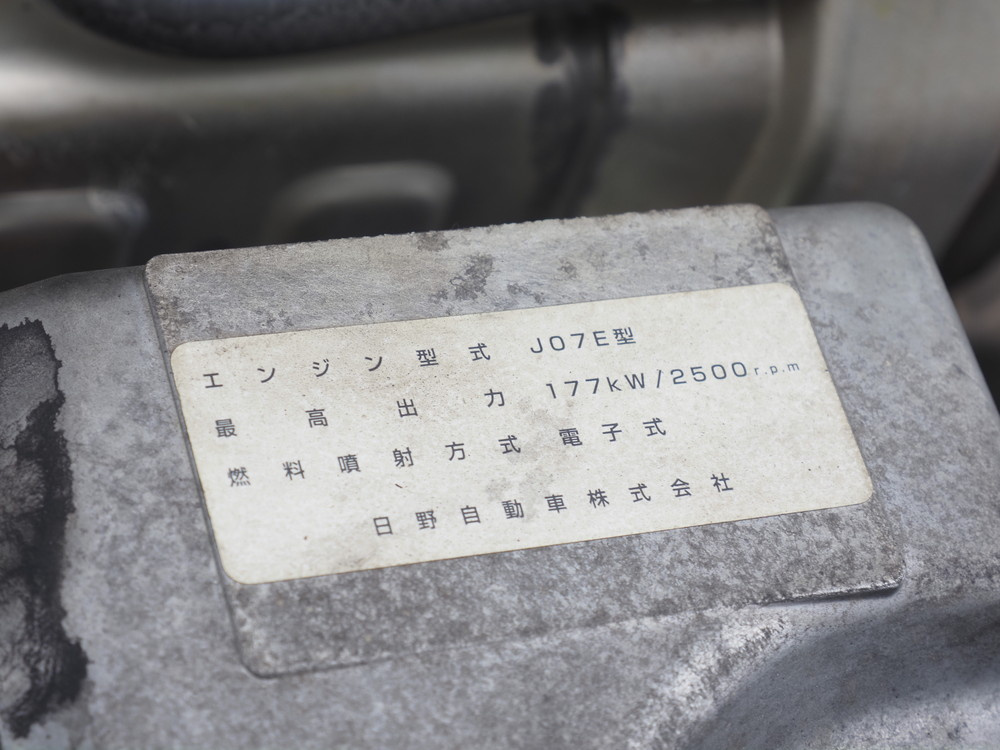 エンジン型式 J07E型
最高出力 177kW/2500r.p.m
燃料噴射方式 電子式
日野自動車株式会社